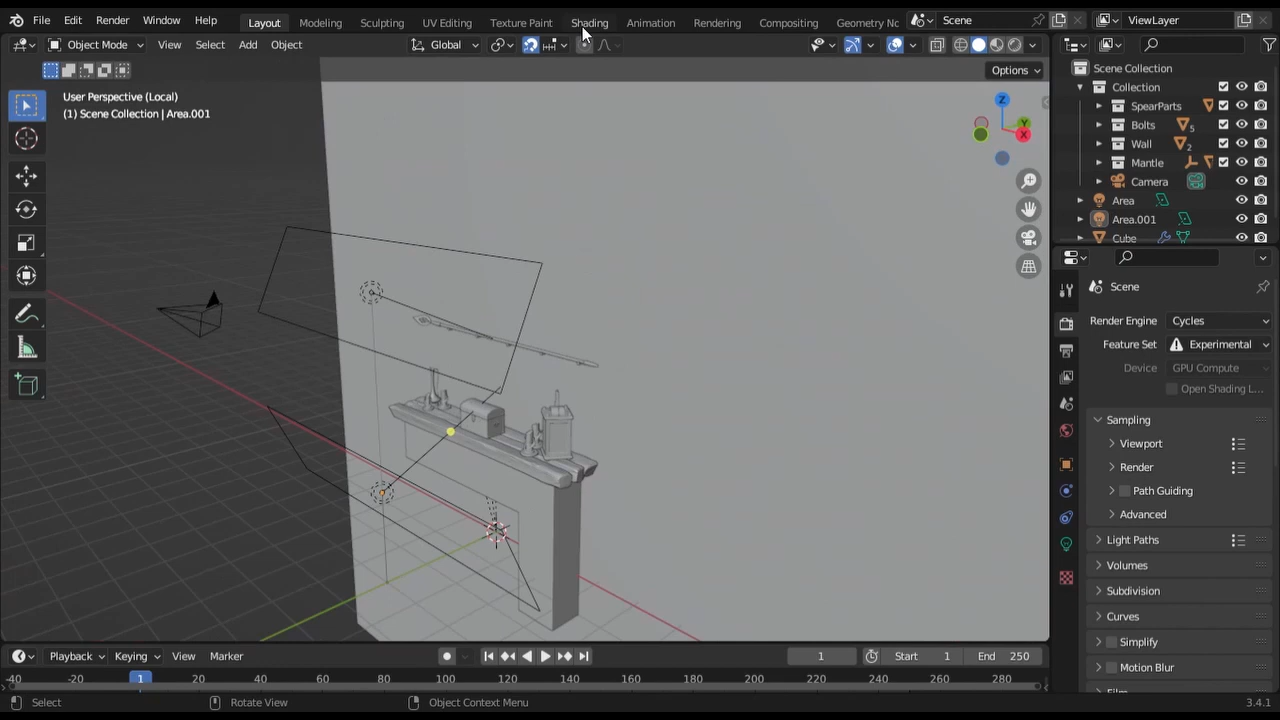 File Edit Render Window Help Layout Modeling Sculpting UV Editing Texture Paint Shading Animation Rendering Compositing Geometry Nc Scene ViewLayer
Object Mode View Select Add Object Global
Options
User Perspective (Local)
(1) Scene Collection | Area.001
Z
Y
X
Scene Collection
Collection
SpearParts
Bolts 5
Wall 2
Mantle
Camera
Area
Area.001
Cube
Scene
Render Engine Cycles
Feature Set Experimental
Device GPU Compute
Open Shading L...
Sampling
Viewport
Render
Path Guiding
Advanced
Light Paths
Volumes
Subdivision
Curves
Simplify
Motion Blur
Playback Keying View Marker 1 Start 1 End 250
-40 -20 1 20 40 60 80 100 120 140 160 180 200 220 240 260 280
Select Rotate View Object Context Menu 3.4.1